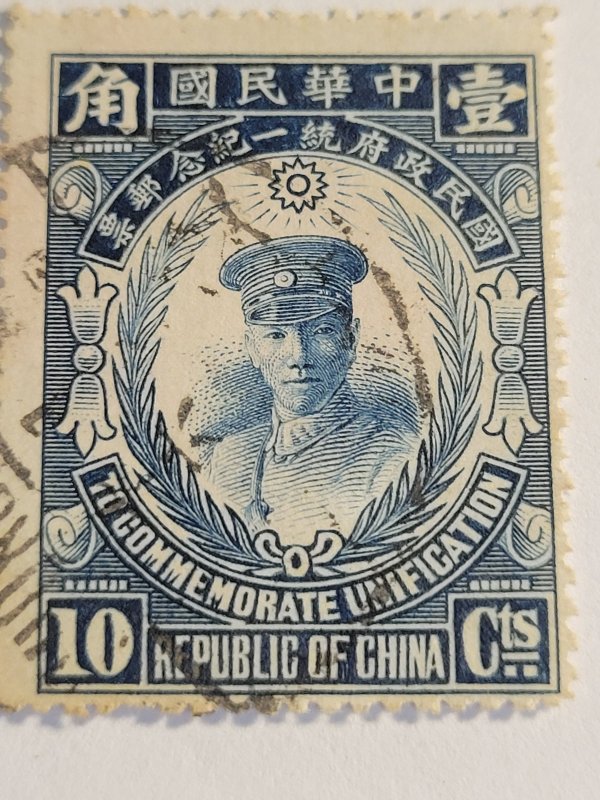 中華民國
壹角
國民政府統一紀念郵票
TO COMMEMORATE UNIFICATION
10 Cts
REPUBLIC OF CHINA